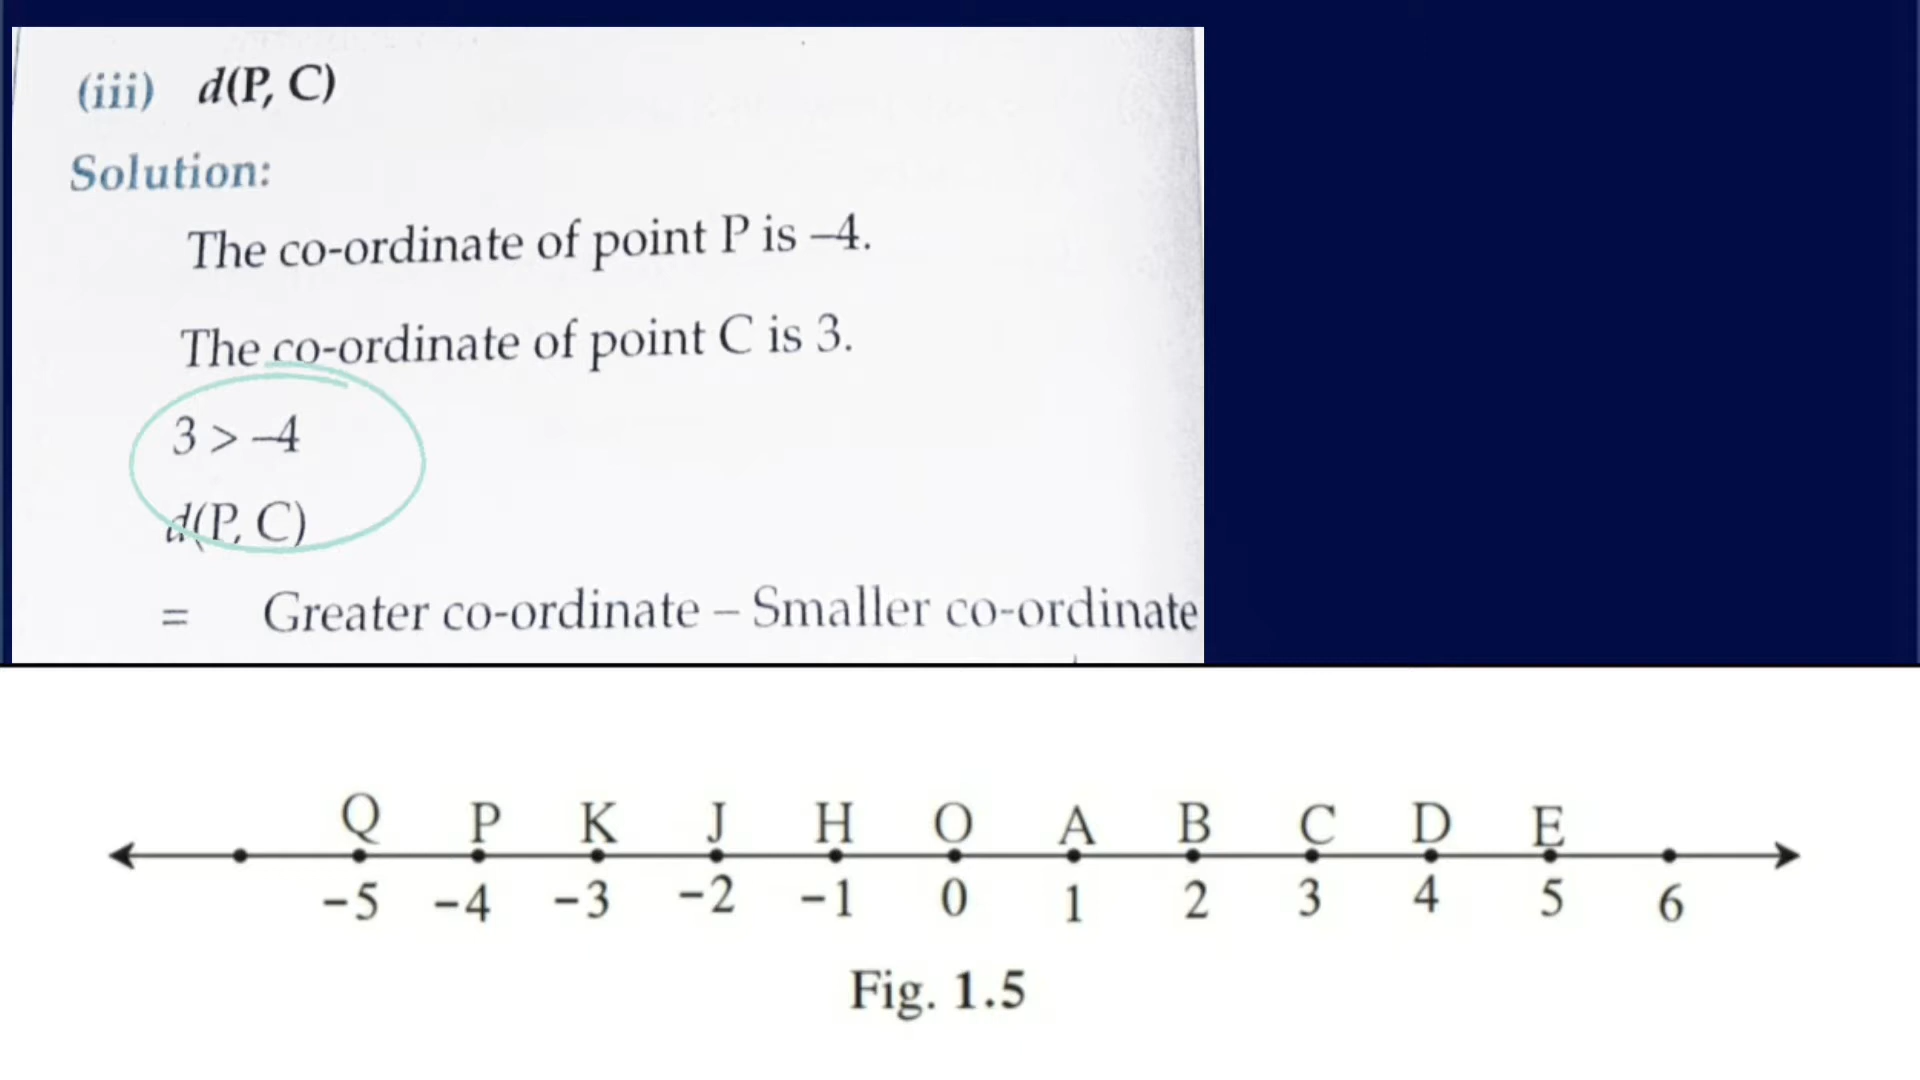 (iii) d(P, C)
Solution:
The co-ordinate of point P is –4.
The co-ordinate of point C is 3.
3 > –4
d(P, C)
= Greater co-ordinate – Smaller co-ordinate
Q P K J H O A B C D E
-5 -4 -3 -2 -1 0 1 2 3 4 5 6
Fig. 1.5